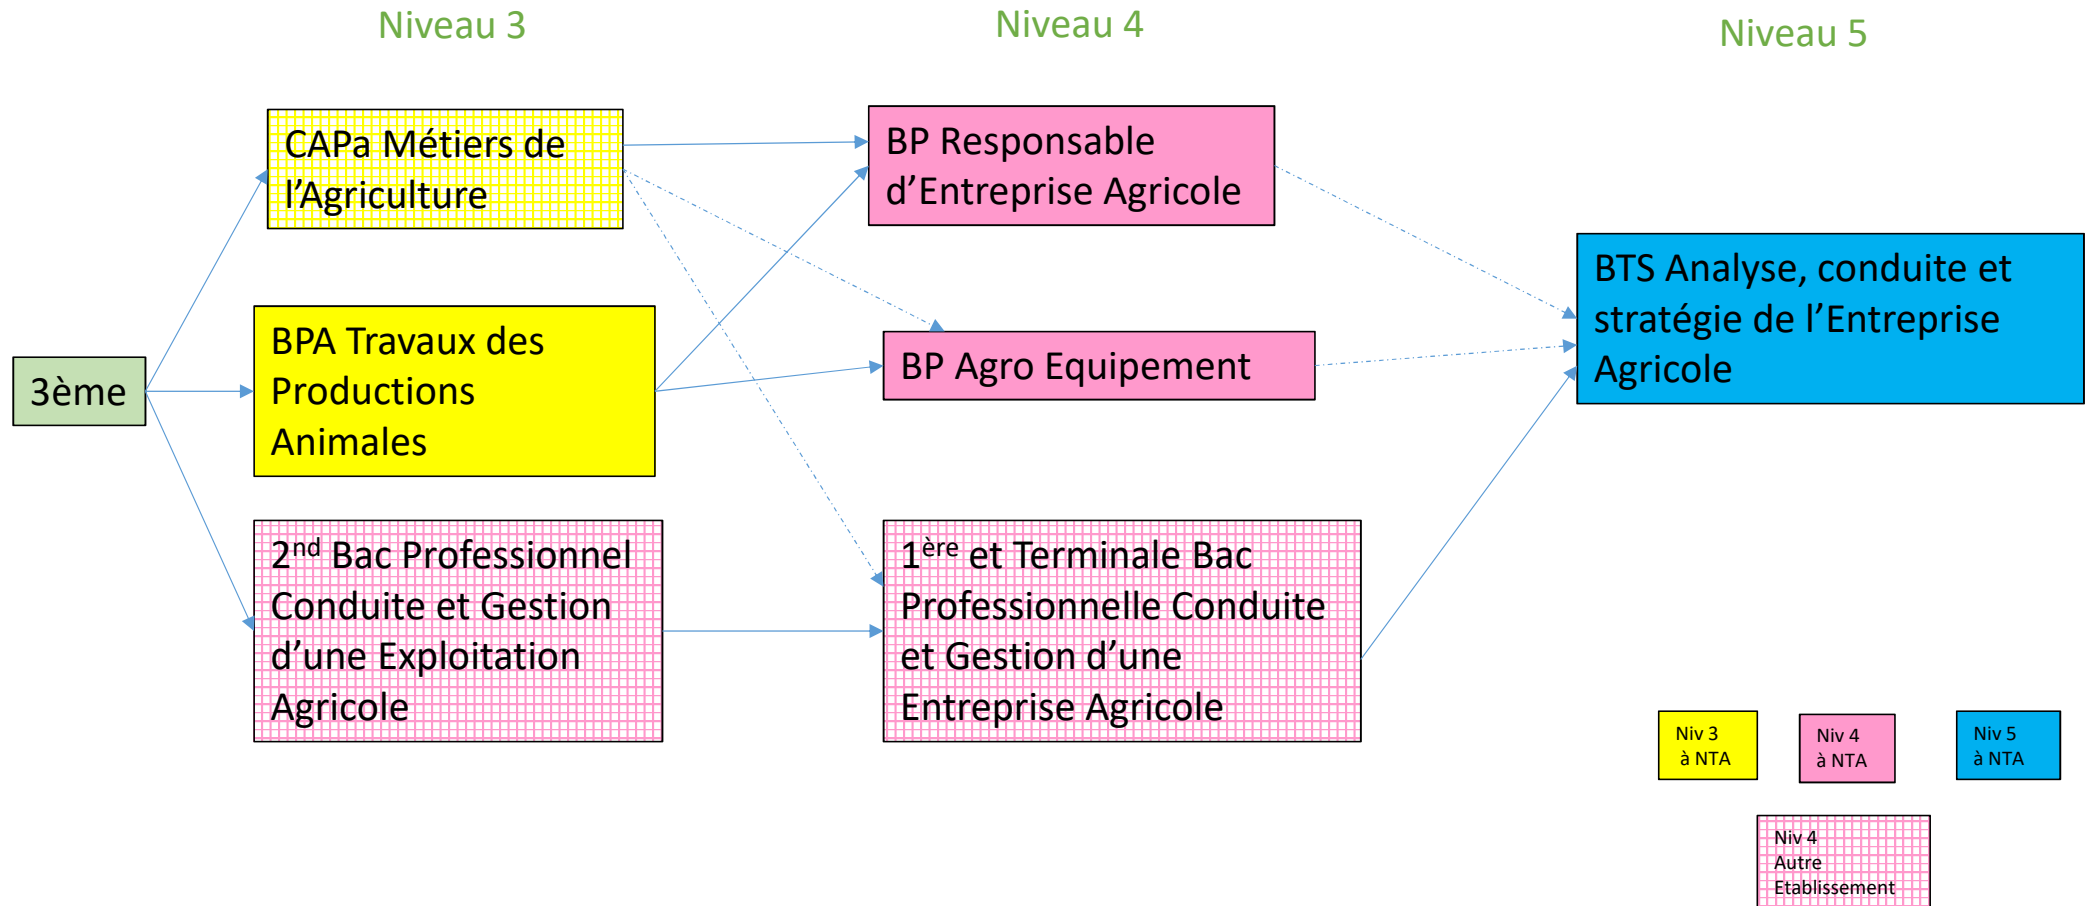 Niveau 3
Niveau 4
Niveau 5
CAPa Métiers de
l’Agriculture
BP Responsable
d’Entreprise Agricole
BTS Analyse, conduite et
stratégie de l’Entreprise
Agricole
3ème
BPA Travaux des
Productions
Animales
BP Agro Equipement
2nd Bac Professionnel
Conduite et Gestion
d’une Exploitation
Agricole
1ère et Terminale Bac
Professionnelle Conduite
et Gestion d’une
Entreprise Agricole
Niv 3
à NTA
Niv 4
à NTA
Niv 5
à NTA
Niv 4
Autre
Etablissement